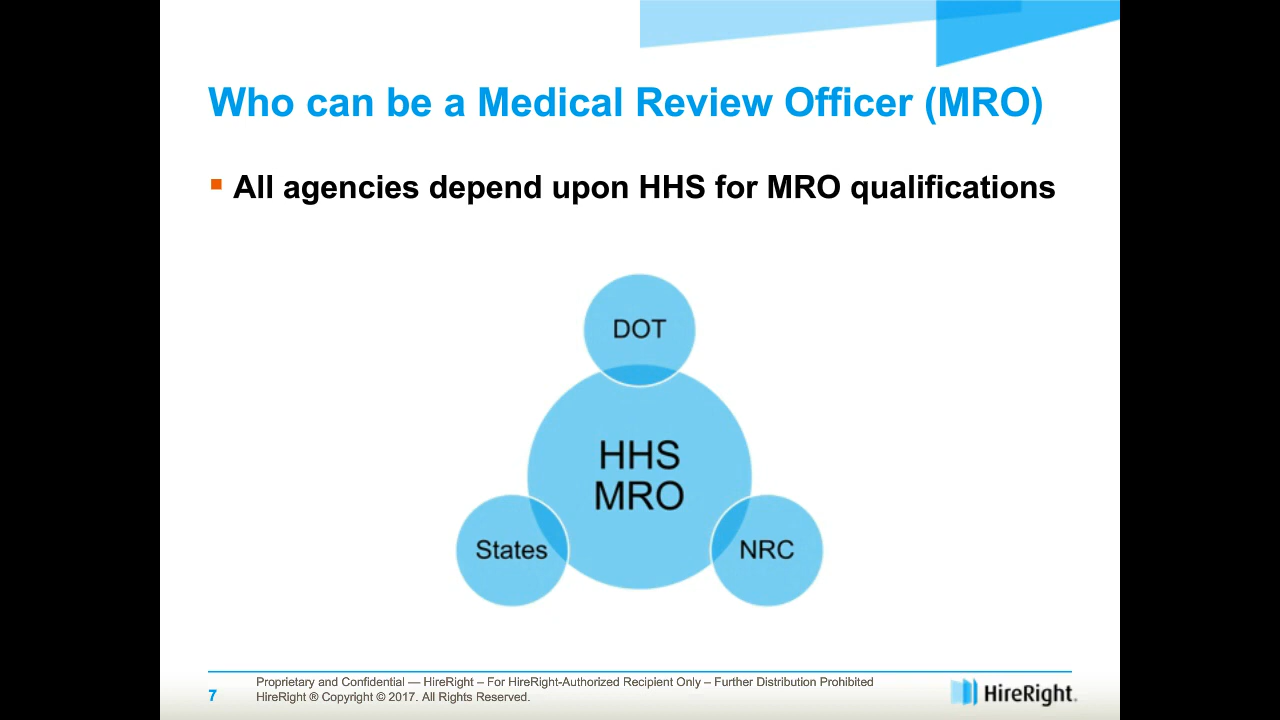 Who can be a Medical Review Officer (MRO)
▪ All agencies depend upon HHS for MRO qualifications
DOT
HHS
MRO
States
NRC
Proprietary and Confidential — HireRight – For HireRight-Authorized Recipient Only – Further Distribution Prohibited
HireRight ® Copyright © 2017. All Rights Reserved.
7
HireRight.